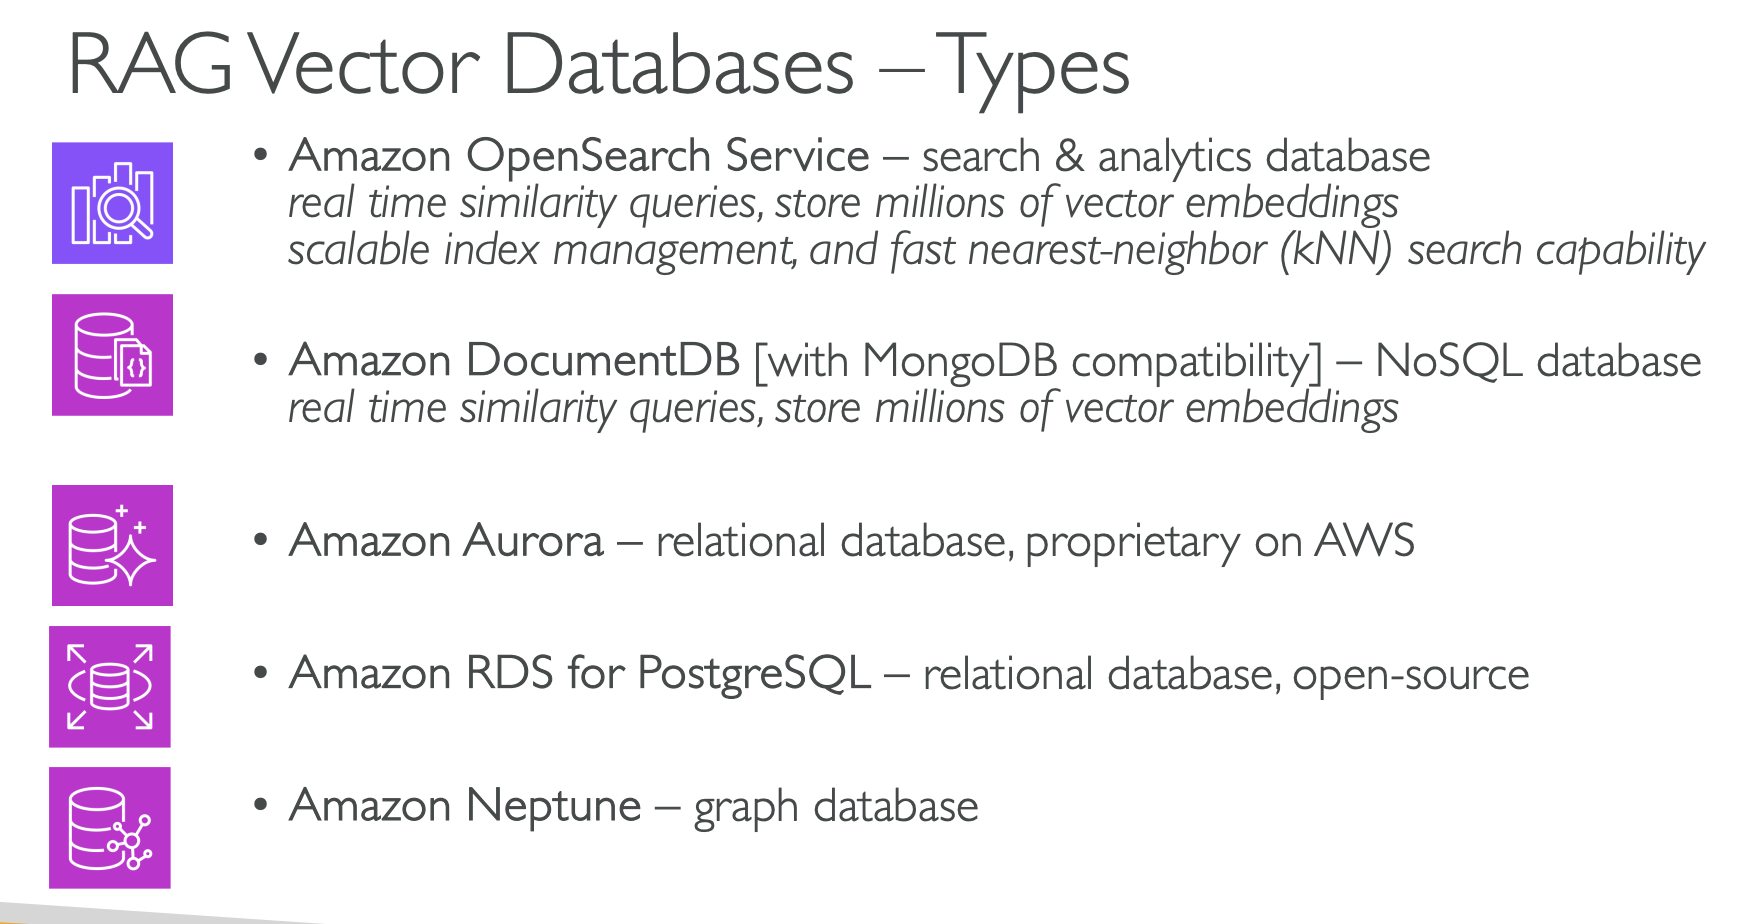 RAG Vector Databases – Types
• Amazon OpenSearch Service – search & analytics database
real time similarity queries, store millions of vector embeddings
scalable index management, and fast nearest-neighbor (kNN) search capability
• Amazon DocumentDB [with MongoDB compatibility] – NoSQL database
real time similarity queries, store millions of vector embeddings
• Amazon Aurora – relational database, proprietary on AWS
• Amazon RDS for PostgreSQL – relational database, open-source
• Amazon Neptune – graph database